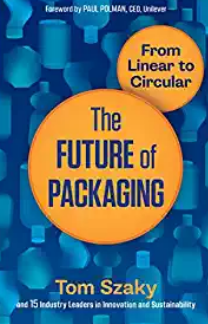 Foreword by PAUL POLMAN, CEO, Unilever
From
Linear to
Circular
The
FUTURE of
PACKAGING
Tom Szaky
and 15 Industry Leaders in Innovation and Sustainability